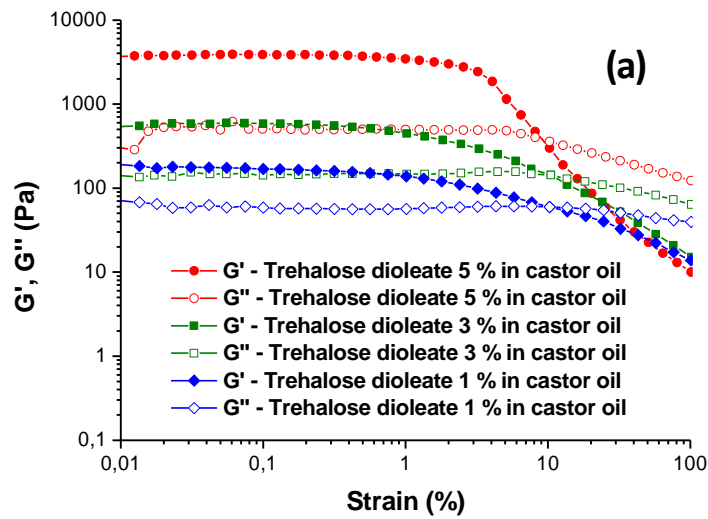 (a)
10000
1000
100
10
1
0,1
G', G'' (Pa)
G' - Trehalose dioleate 5 % in castor oil
G" - Trehalose dioleate 5 % in castor oil
G' - Trehalose dioleate 3 % in castor oil
G" - Trehalose dioleate 3 % in castor oil
G' - Trehalose dioleate 1 % in castor oil
G" - Trehalose dioleate 1 % in castor oil
0,01 0,1 1 10 100
Strain (%)